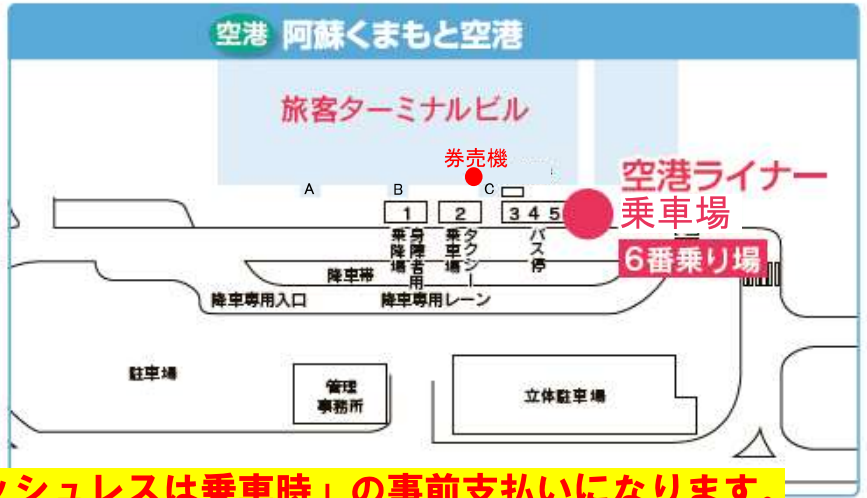 空港 阿蘇くまもと空港
旅客ターミナルビル
券売機
A
B
C
空港ライナー
乗車場
6番乗り場
1
2
3 4 5
身障者用
乗降場
タクシー
乗車場
バス停
降車帯
降車専用入口
降車専用レーン
駐車場
管理
事務所
立体駐車場
ッシュレスは乗車時」の事前支払いになります。